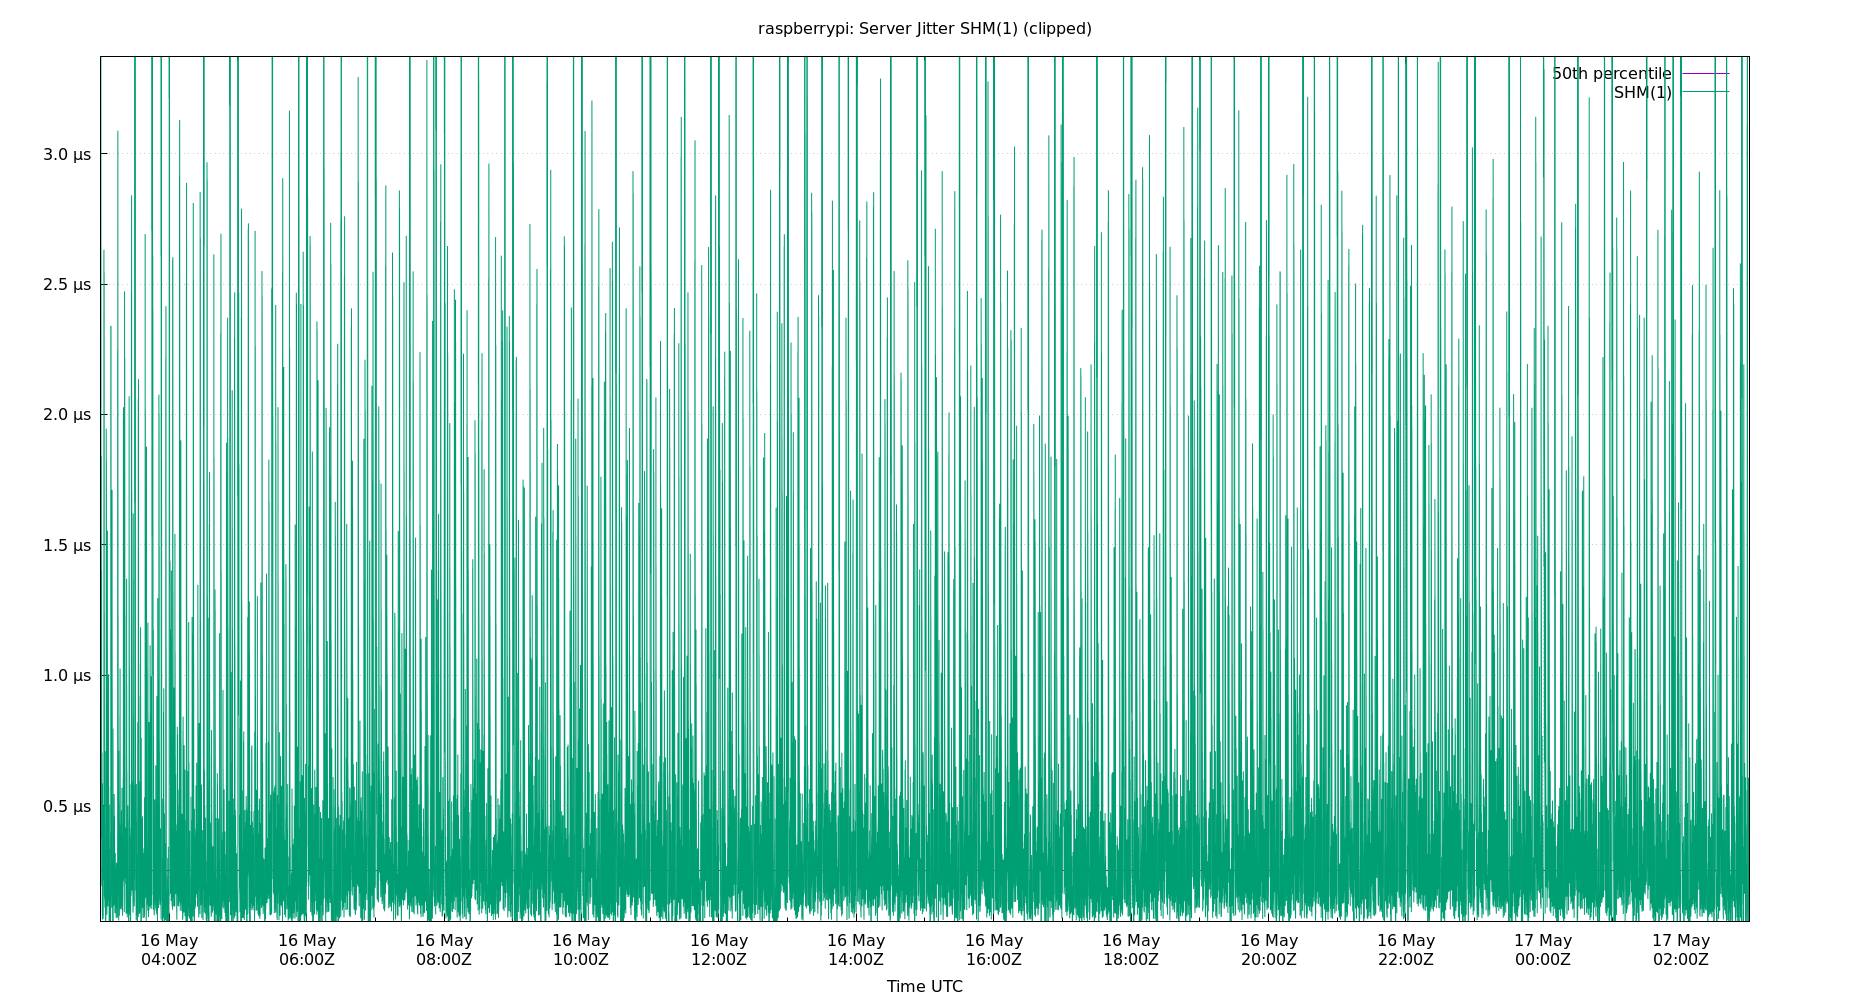 raspberrypi: Server Jitter SHM(1) (clipped)
50th percentile
SHM(1)
3.0 µs
2.5 µs
2.0 µs
1.5 µs
1.0 µs
0.5 µs
16 May 16 May 16 May 16 May 16 May 16 May 16 May 16 May 16 May 16 May 17 May 17 May
04:00Z 06:00Z 08:00Z 10:00Z 12:00Z 14:00Z 16:00Z 18:00Z 20:00Z 22:00Z 00:00Z 02:00Z
Time UTC